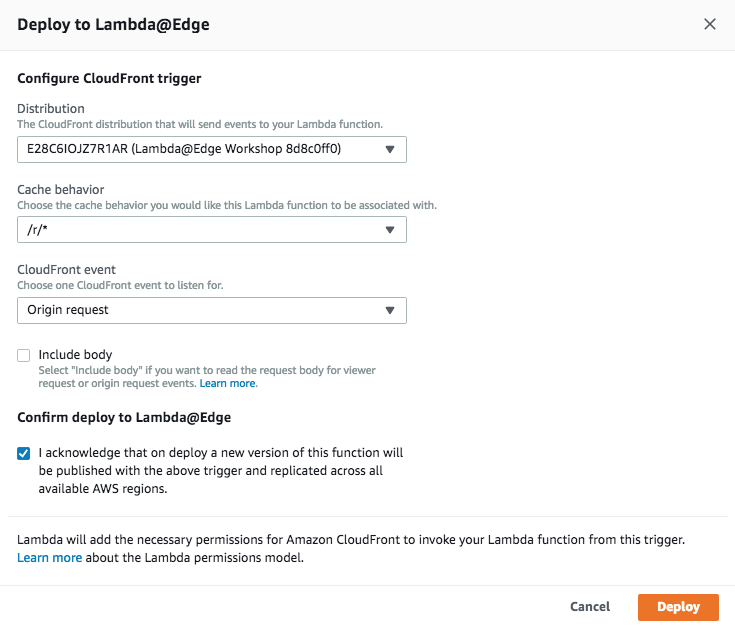 Deploy to Lambda@Edge
Configure CloudFront trigger
Distribution
The CloudFront distribution that will send events to your Lambda function.
E28C6IOJZ7R1AR (Lambda@Edge Workshop 8d8c0ff0)
Cache behavior
Choose the cache behavior you would like this Lambda function to be associated with.
/r/*
CloudFront event
Choose one CloudFront event to listen for.
Origin request
Include body
Select "Include body" if you want to read the request body for viewer
request or origin request events. Learn more.
Confirm deploy to Lambda@Edge
I acknowledge that on deploy a new version of this function will
be published with the above trigger and replicated across all
available AWS regions.
Lambda will add the necessary permissions for Amazon CloudFront to invoke your Lambda function from this trigger.
Learn more about the Lambda permissions model.
Cancel Deploy